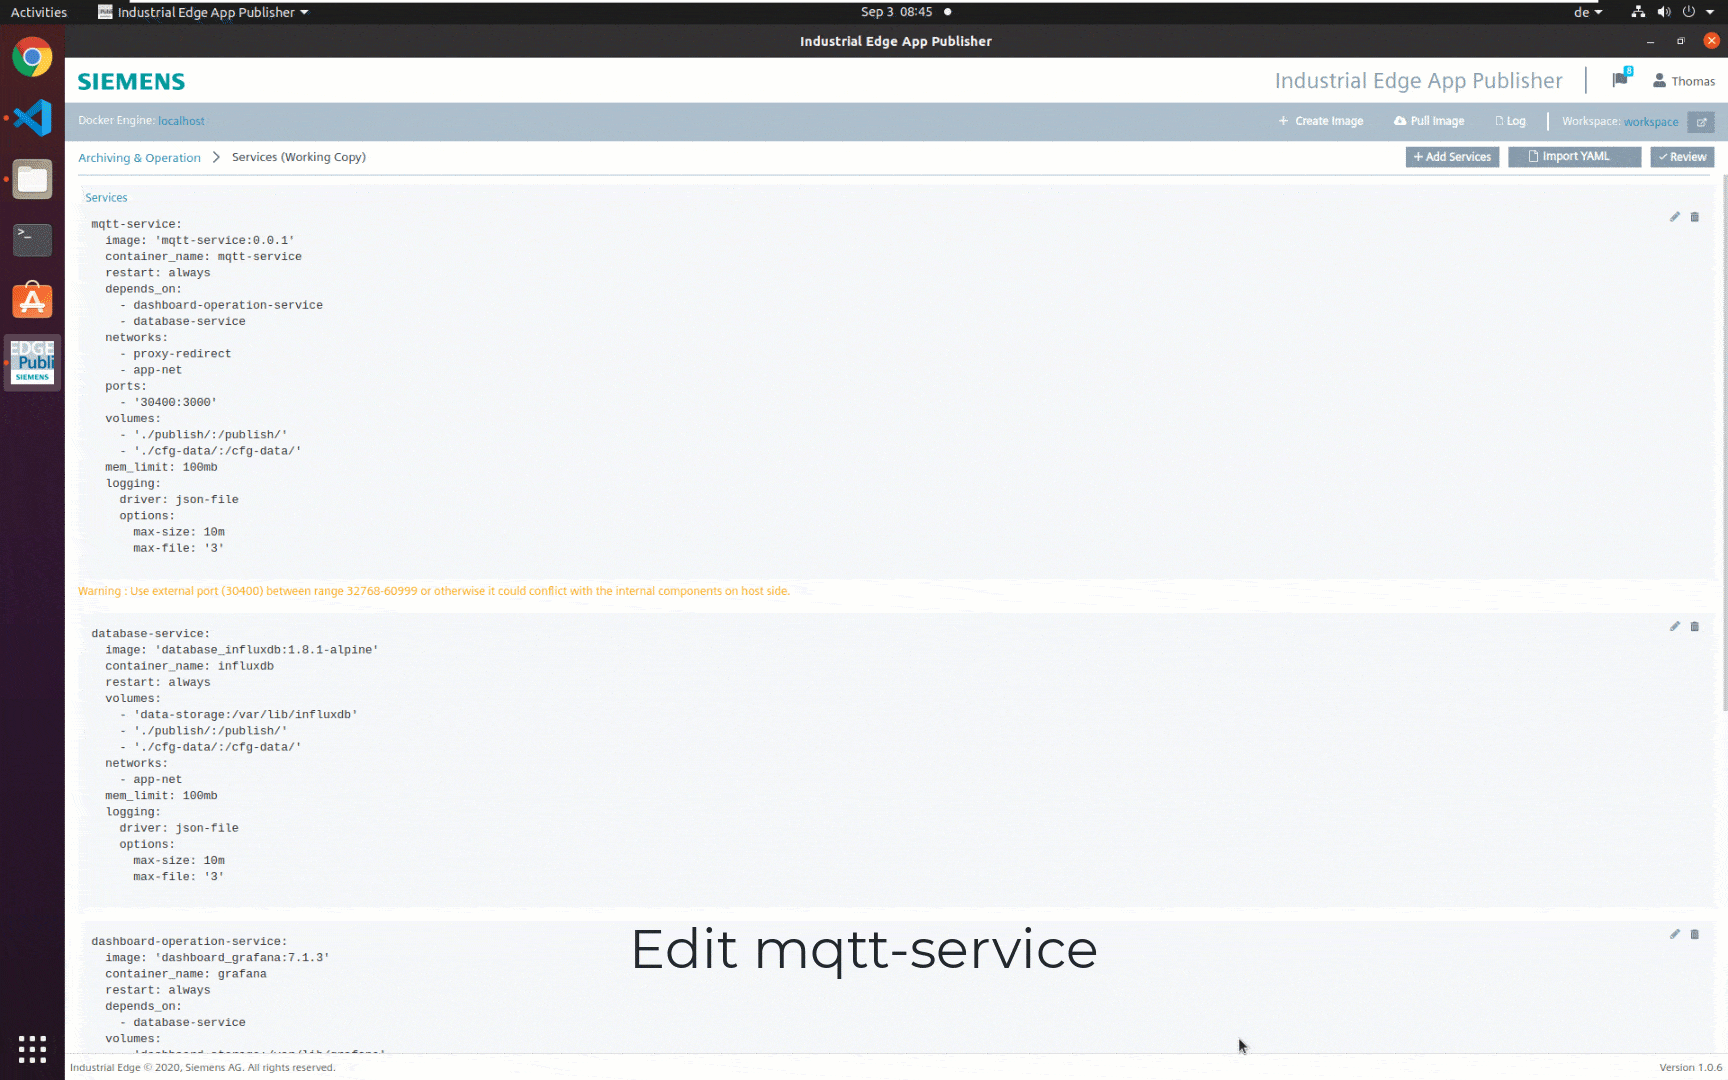 Activities
Industrial Edge App Publisher
Sep 3 08:45
de
Industrial Edge App Publisher
SIEMENS
Industrial Edge App Publisher
8
Thomas
Docker Engine: localhost
+ Create Image
Pull Image
Log
Workspace: workspace
Archiving & Operation > Services (Working Copy)
+ Add Services
Import YAML
Review
EDGE
Publi
SIEMENS
Services
mqtt-service:
image: 'mqtt-service:0.0.1'
container_name: mqtt-service
restart: always
depends_on:
- dashboard-operation-service
- database-service
networks:
- proxy-redirect
- app-net
ports:
- '30400:3000'
volumes:
- './publish/:/publish/'
- './cfg-data/:/cfg-data/'
mem_limit: 100mb
logging:
driver: json-file
options:
max-size: 10m
max-file: '3'
Warning : Use external port (30400) between range 32768-60999 or otherwise it could conflict with the internal components on host side.
database-service:
image: 'database_influxdb:1.8.1-alpine'
container_name: influxdb
restart: always
volumes:
- 'data-storage:/var/lib/influxdb'
- './publish/:/publish/'
- './cfg-data/:/cfg-data/'
networks:
- app-net
mem_limit: 100mb
logging:
driver: json-file
options:
max-size: 10m
max-file: '3'
dashboard-operation-service:
image: 'dashboard_grafana:7.1.3'
container_name: grafana
restart: always
depends_on:
- database-service
volumes:
Edit mqtt-service
Industrial Edge © 2020, Siemens AG. All rights reserved.
Version 1.0.6